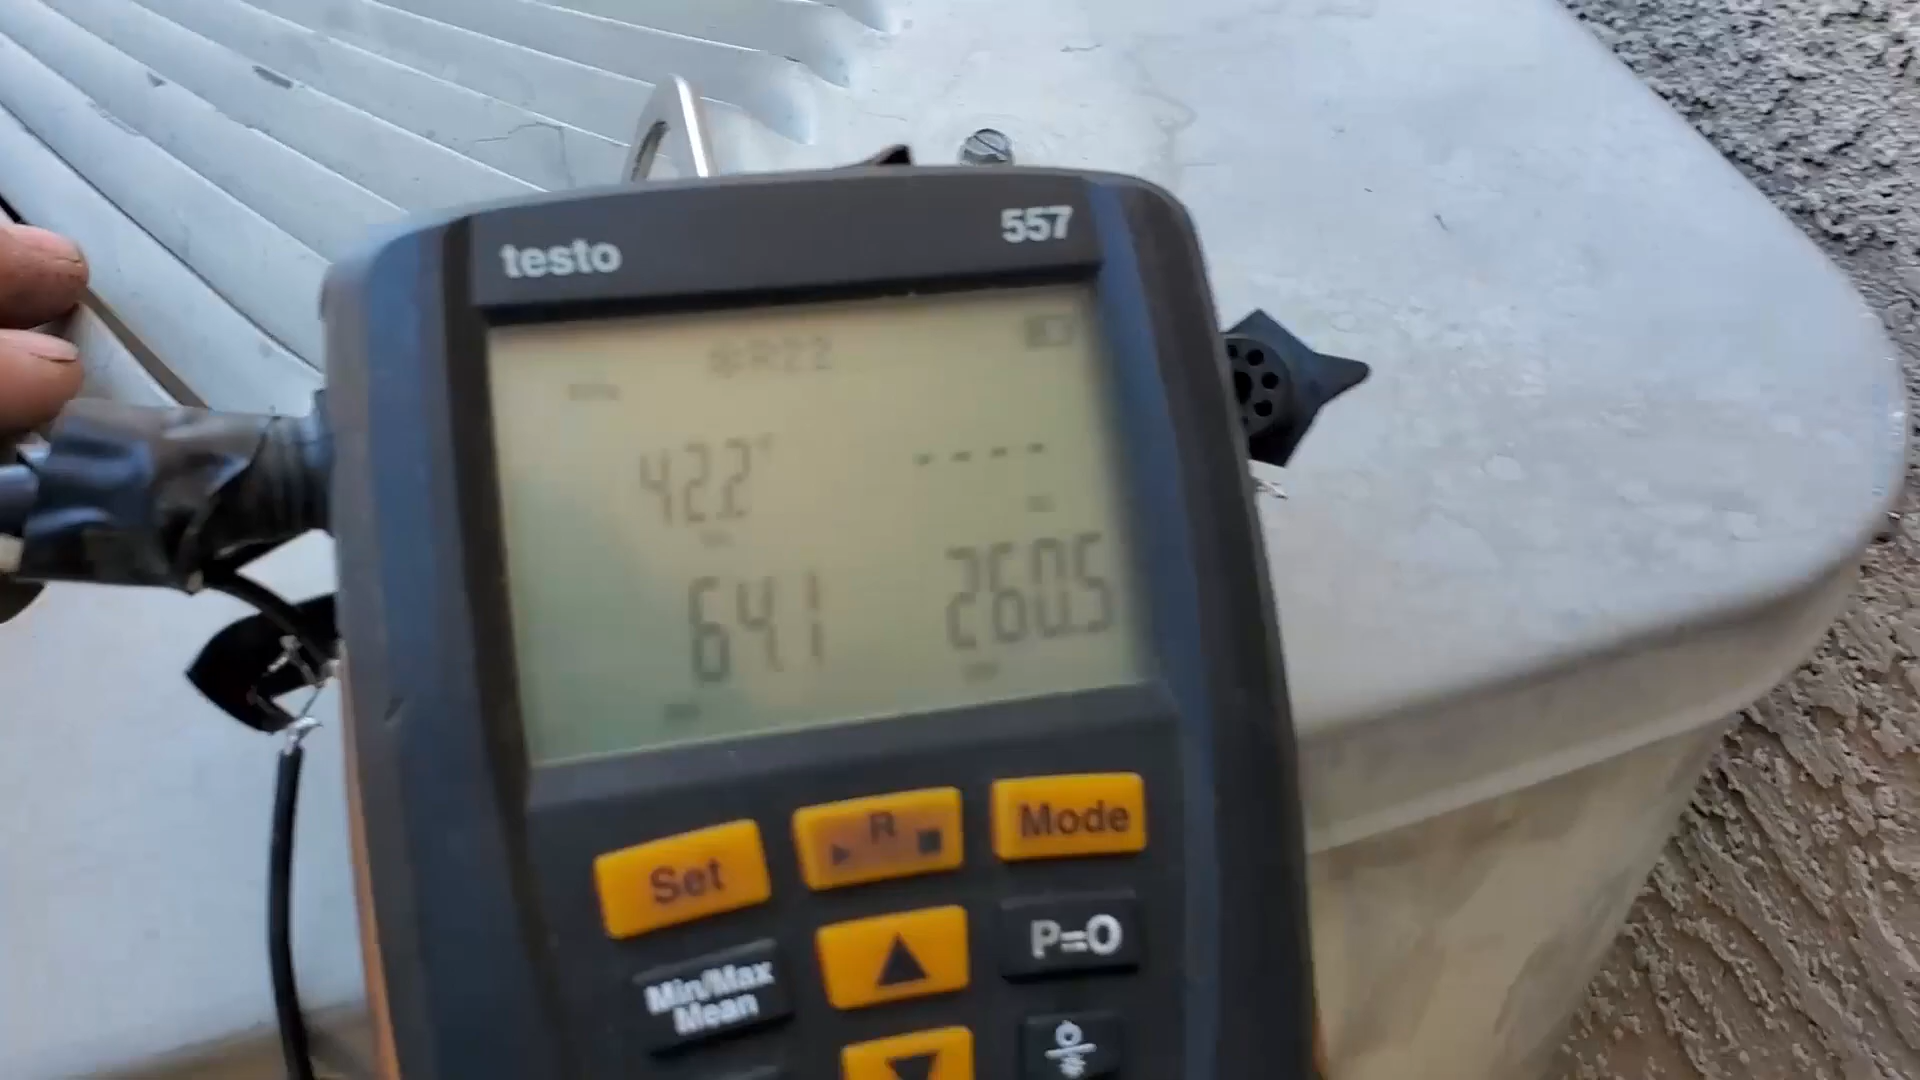 testo 557
R22
42.2°
----
64.1 260.5
Set
R
Mode
Min/Max
Mean
P=0